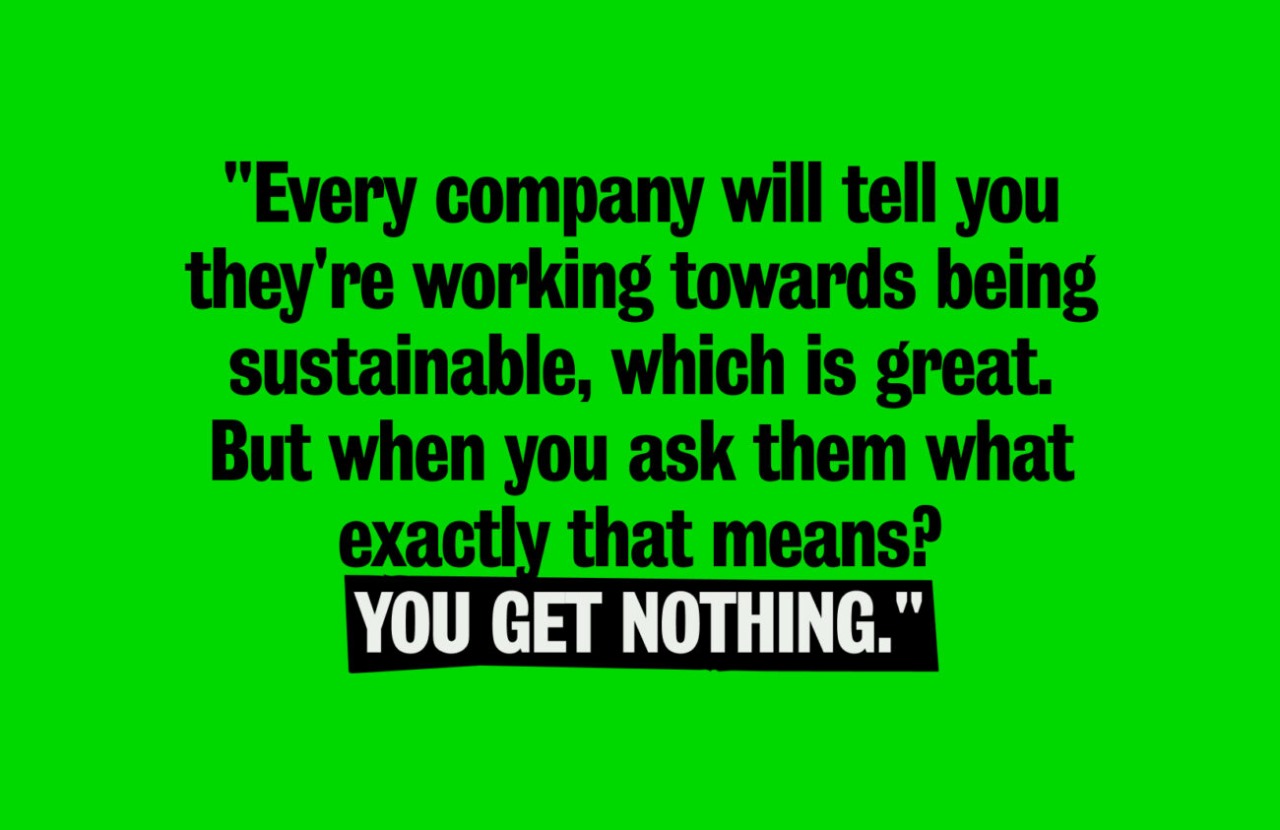 "Every company will tell you
they're working towards being
sustainable, which is great.
But when you ask them what
exactly that means?
YOU GET NOTHING."